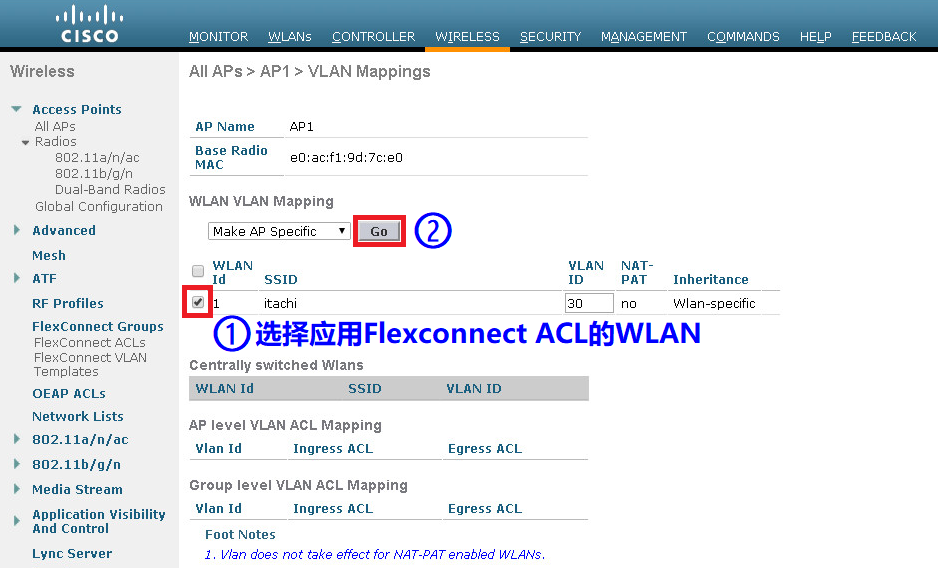 CISCO
MONITOR WLANs CONTROLLER WIRELESS SECURITY MANAGEMENT COMMANDS HELP FEEDBACK
Wireless
Access Points
All APs
Radios
802.11a/n/ac
802.11b/g/n
Dual-Band Radios
Global Configuration
Advanced
Mesh
ATF
RF Profiles
FlexConnect Groups
FlexConnect ACLs
FlexConnect VLAN
Templates
OEAP ACLs
Network Lists
802.11a/n/ac
802.11b/g/n
Media Stream
Application Visibility
And Control
Lync Server
All APs > AP1 > VLAN Mappings
AP Name AP1
Base Radio
MAC e0:ac:f1:9d:7c:e0
WLAN VLAN Mapping
Make AP Specific Go ②
WLAN
Id SSID VLAN
ID NAT-
PAT Inheritance
1 itachi 30 no Wlan-specific
①选择应用Flexconnect ACL的WLAN
Centrally switched Wlans
WLAN Id SSID VLAN ID
AP level VLAN ACL Mapping
Vlan Id Ingress ACL Egress ACL
Group level VLAN ACL Mapping
Vlan Id Ingress ACL Egress ACL
Foot Notes
1. Vlan does not take effect for NAT-PAT enabled WLANs.